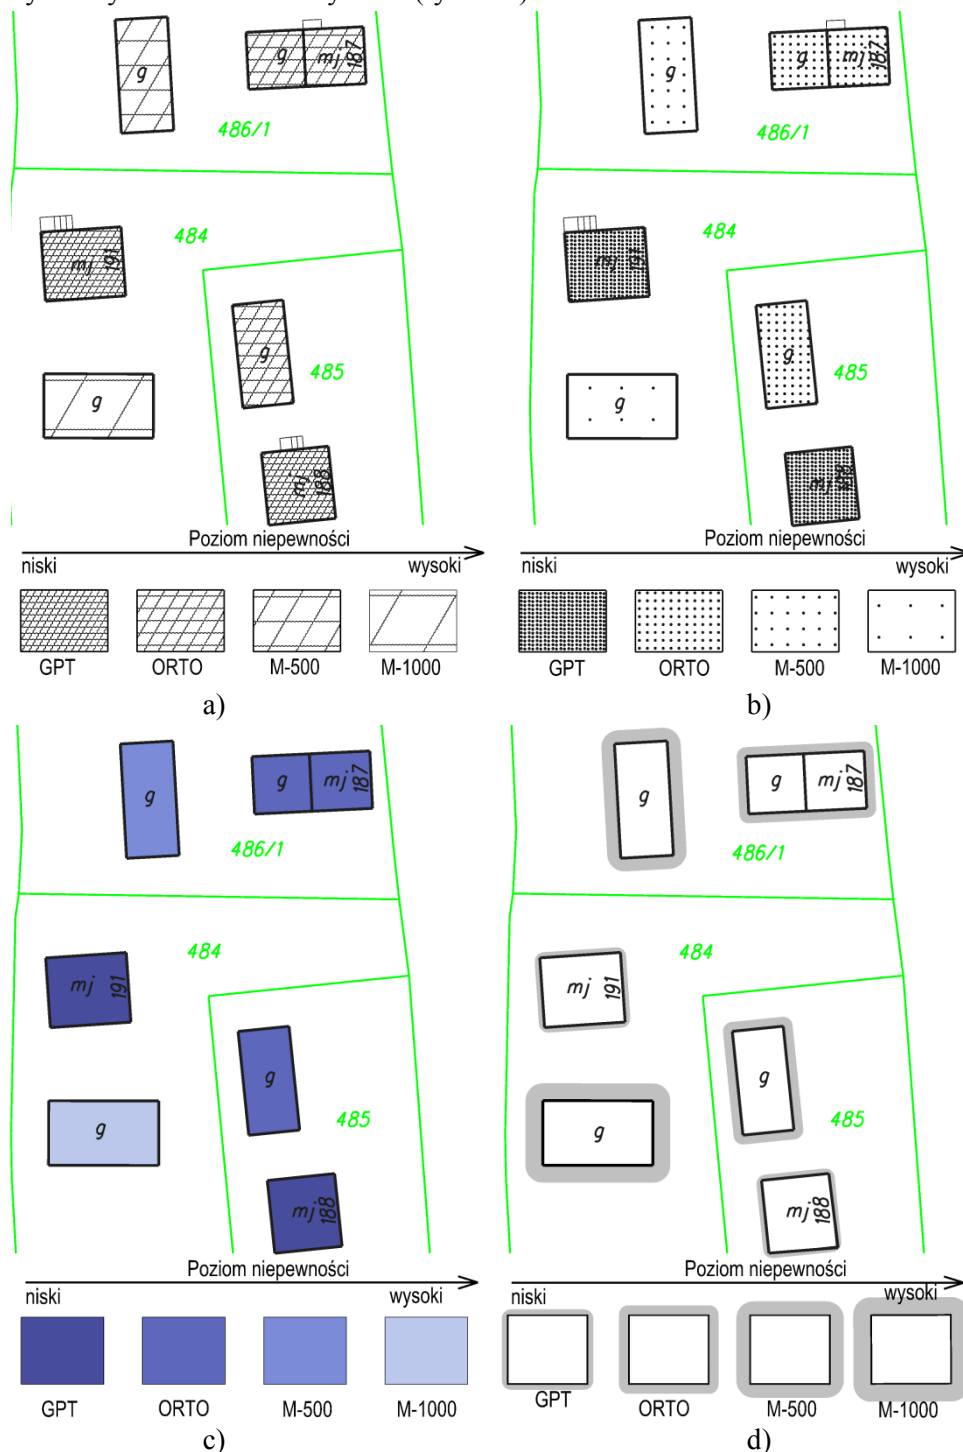 g
g mj 187
486/1
484
mj 191
g
g
485
mj 188
Poziom niepewności
niski wysoki
GPT ORTO M-500 M-1000
a)
g
g mj 187
486/1
484
mj 191
g
g
485
mj 188
Poziom niepewności
niski wysoki
GPT ORTO M-500 M-1000
b)
g
g mj 187
486/1
484
mj 191
g
g
485
mj 188
Poziom niepewności
niski wysoki
GPT ORTO M-500 M-1000
c)
g
g mj 187
486/1
484
mj 191
g
g
485
mj 188
Poziom niepewności
niski wysoki
GPT ORTO M-500 M-1000
d)